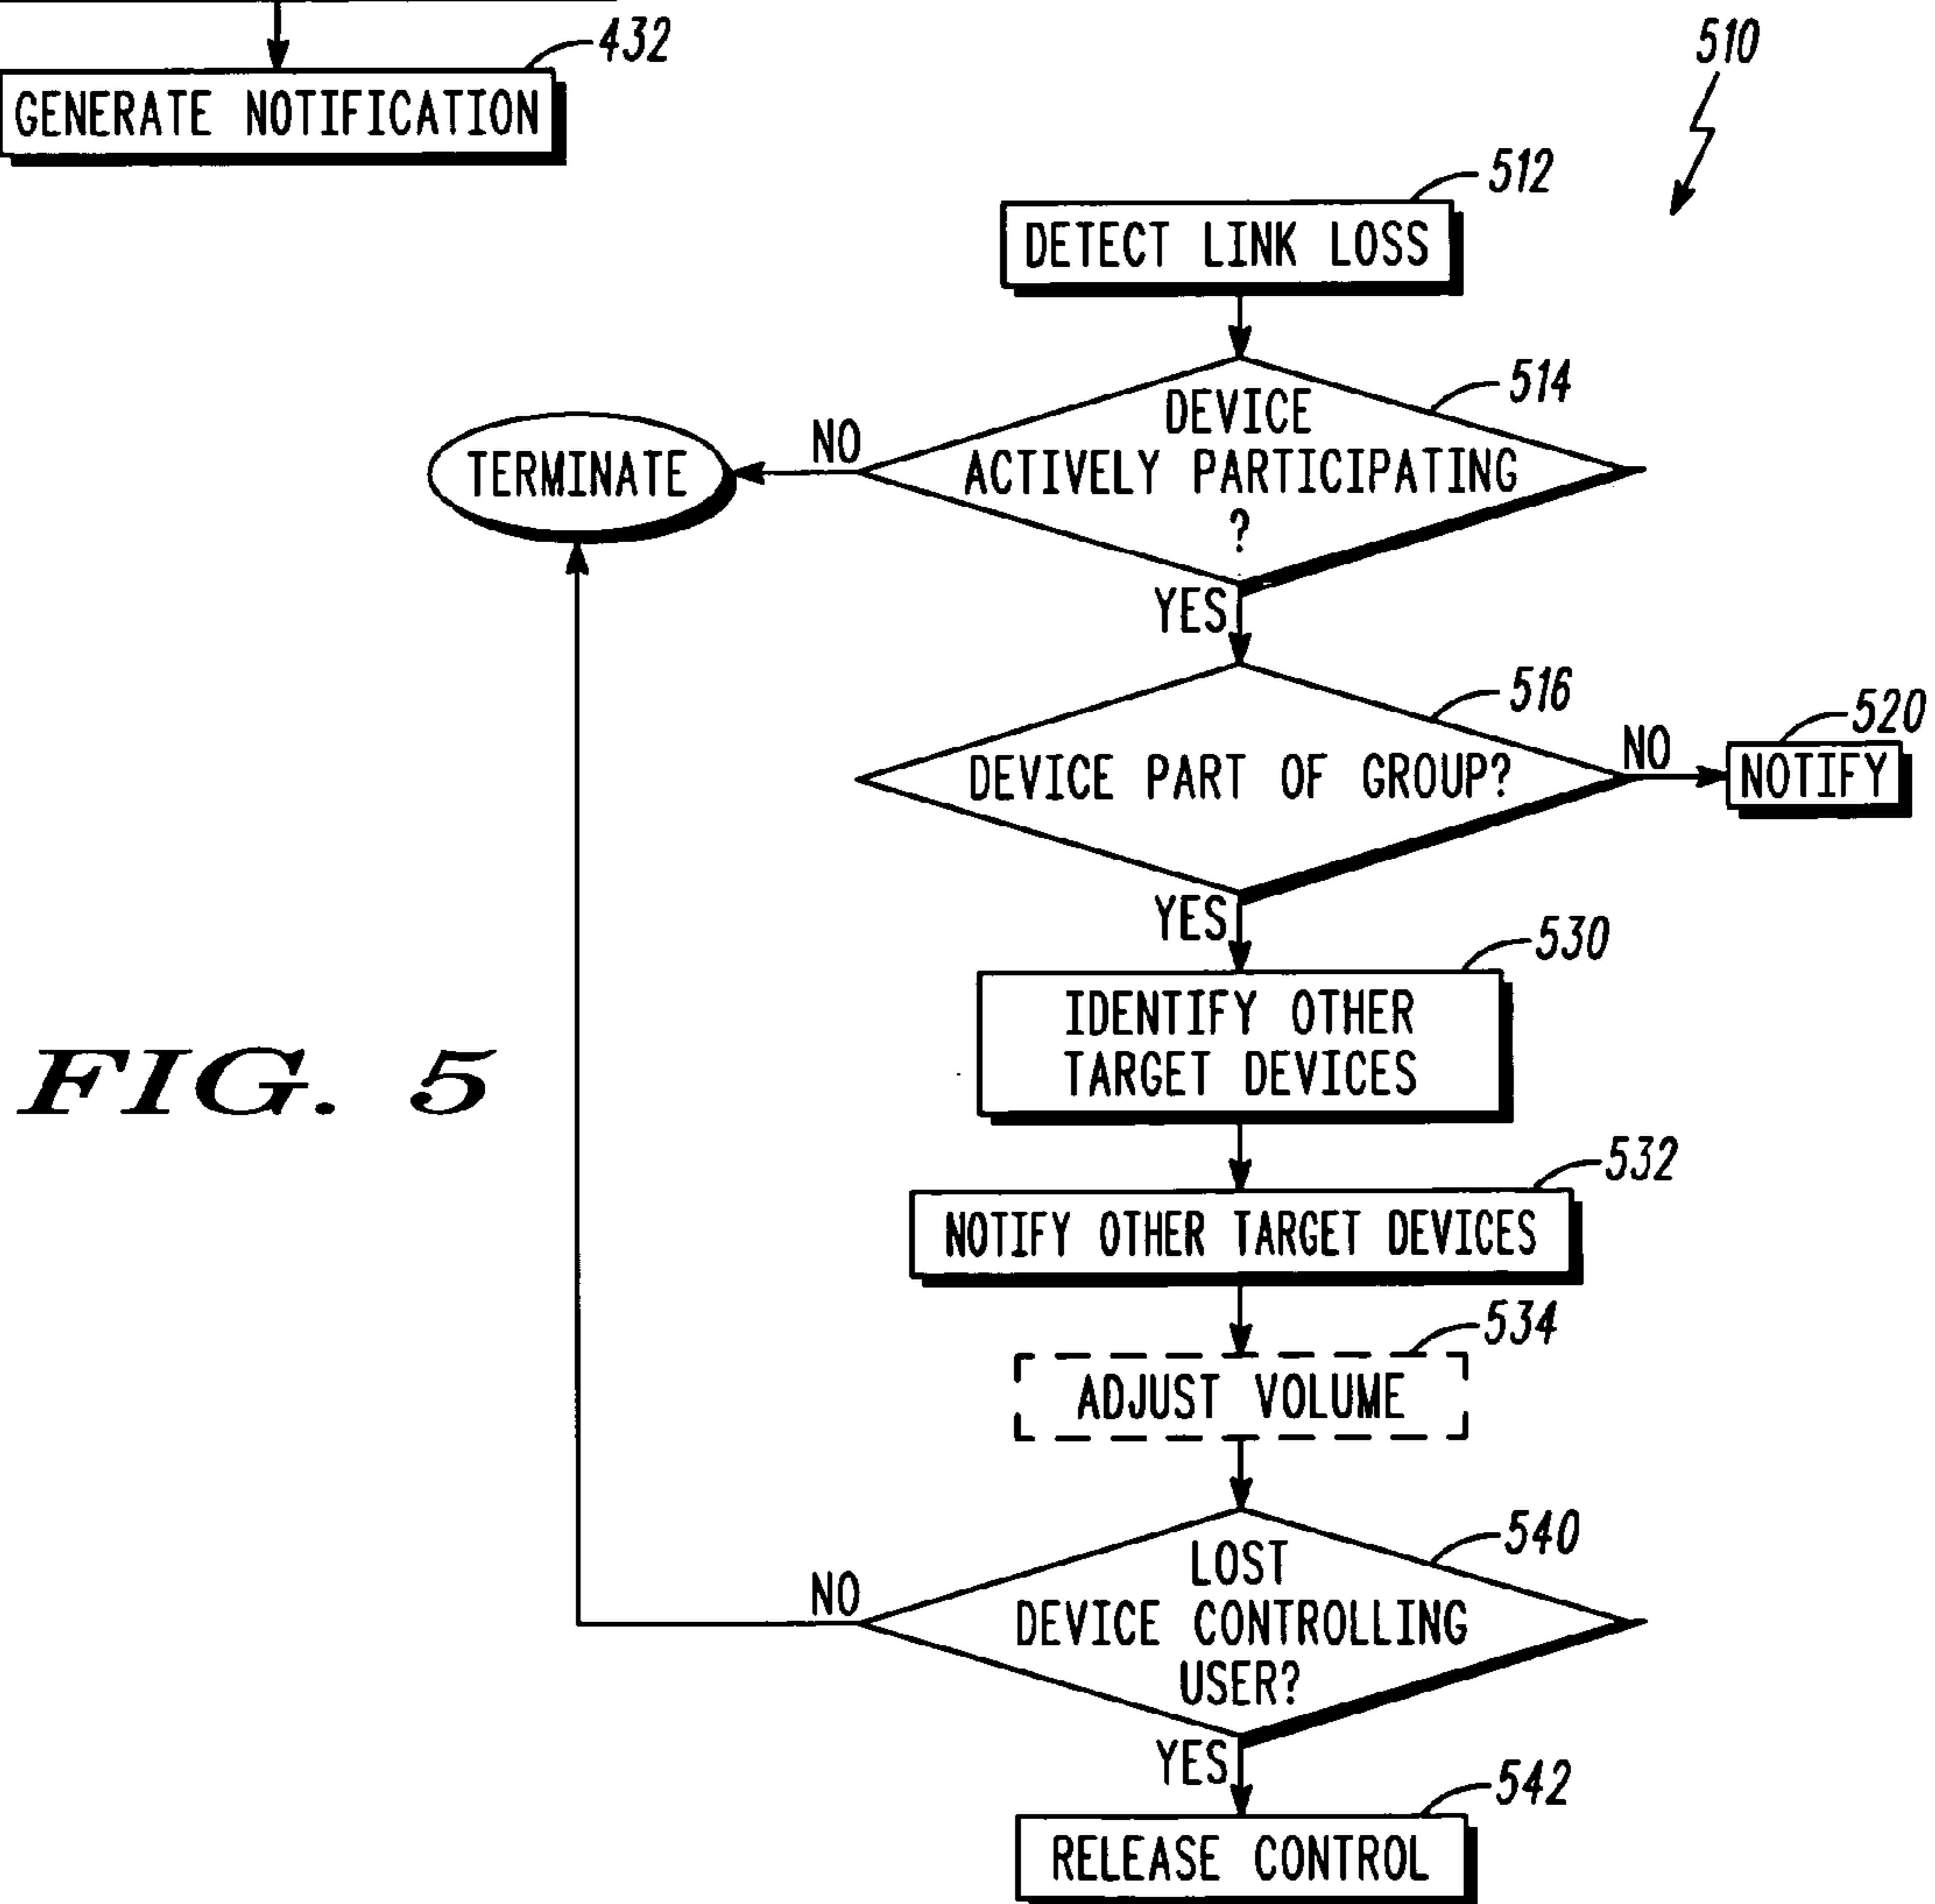 432
GENERATE NOTIFICATION
510
512
DETECT LINK LOSS
514
DEVICE
ACTIVELY PARTICIPATING
?
NO
TERMINATE
YES
516
DEVICE PART OF GROUP?
NO
520
NOTIFY
YES
530
IDENTIFY OTHER
TARGET DEVICES
FIG. 5
532
NOTIFY OTHER TARGET DEVICES
534
ADJUST VOLUME
540
LOST
DEVICE CONTROLLING
USER?
NO
YES
542
RELEASE CONTROL